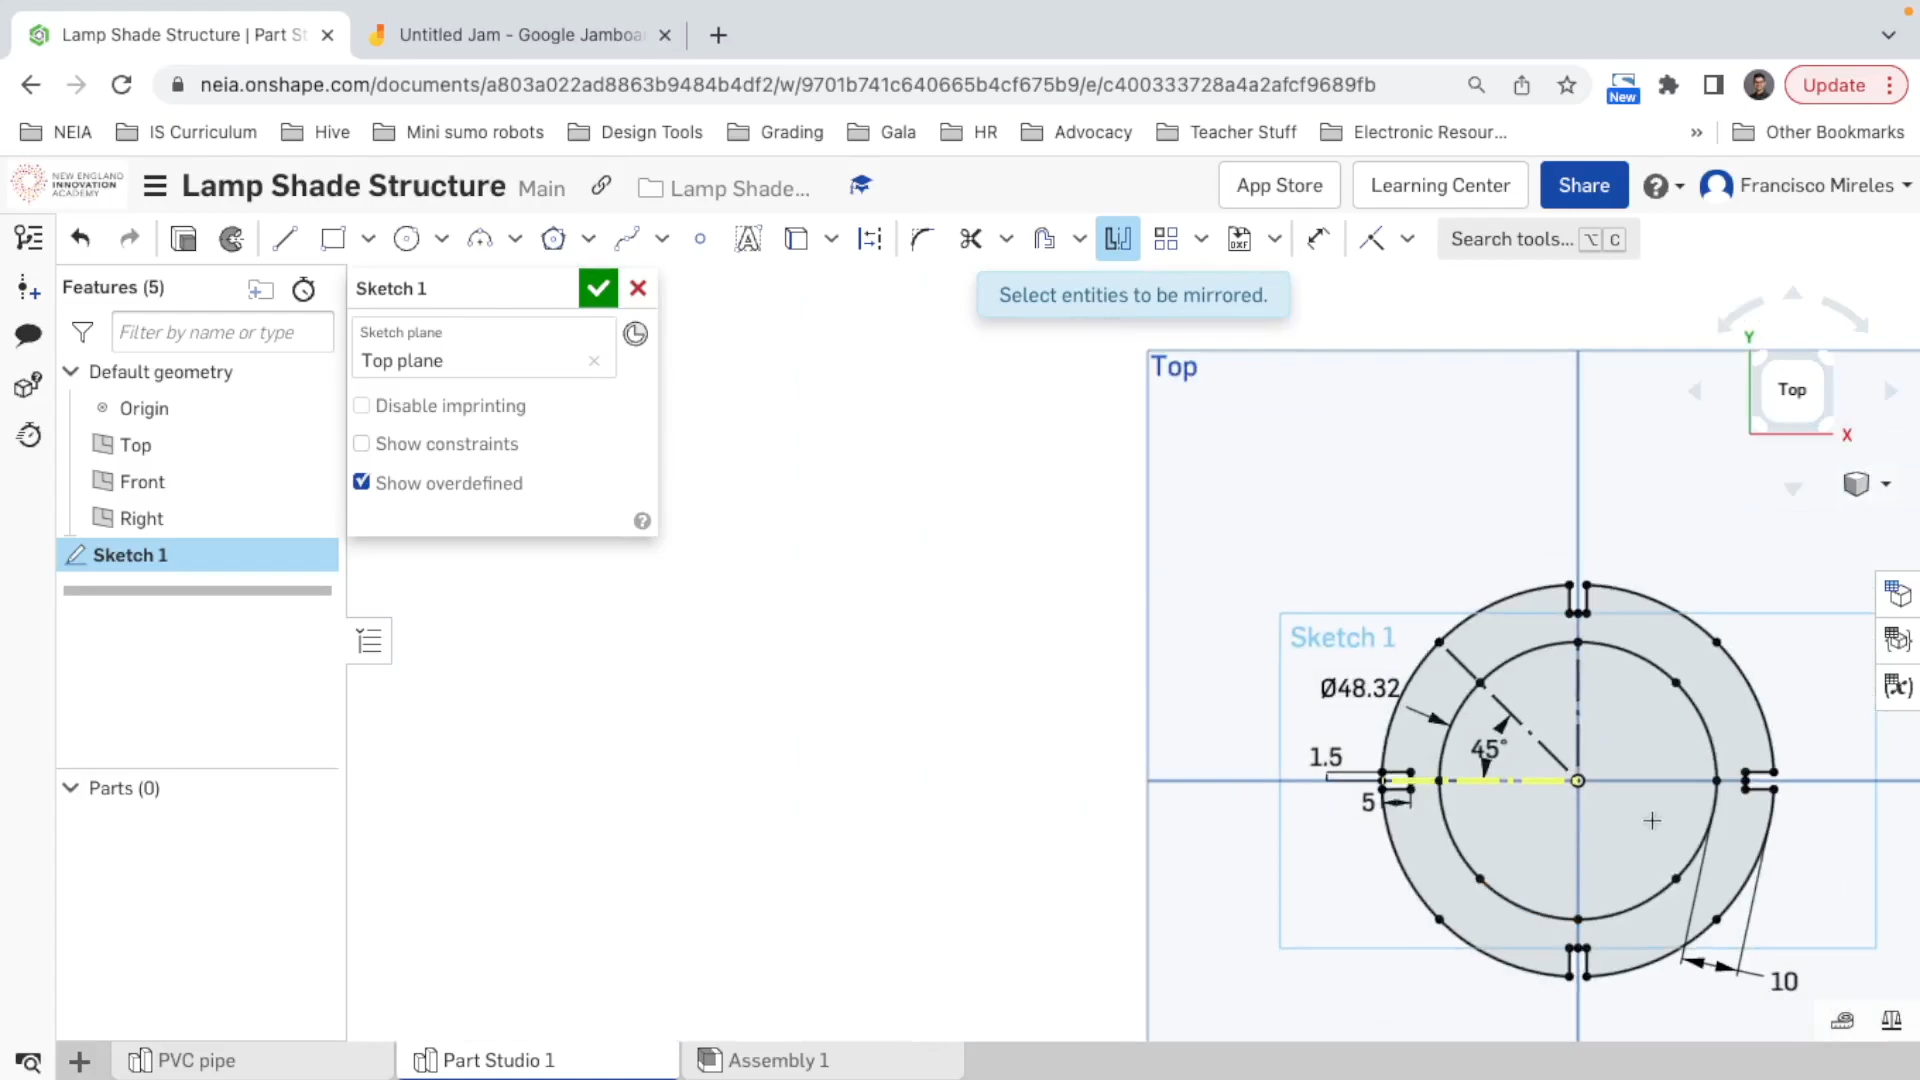 Lamp Shade Structure | Part St
Untitled Jam - Google Jamboa
neia.onshape.com/documents/a803a022ad8863b9484b4df2/w/9701b741c640665b4cf675b9/e/c400333728a4a2afcf9689fb
New
Update
NEIA
IS Curriculum
Hive
Mini sumo robots
Design Tools
Grading
Gala
HR
Advocacy
Teacher Stuff
Electronic Resour...
»
Other Bookmarks
NEW ENGLAND
INNOVATION
ACADEMY
Lamp Shade Structure Main
Lamp Shade...
App Store
Learning Center
Share
Francisco Mireles
DXF
Search tools... ⌥ C
Features (5)
Filter by name or type
Default geometry
Origin
Top
Front
Right
Sketch 1
Parts (0)
Sketch 1
Sketch plane
Top plane
Disable imprinting
Show constraints
Show overdefined
Select entities to be mirrored.
Top
Y
Top
X
Sketch 1
Ø48.32
45°
1.5
5
10
PVC pipe
Part Studio 1
Assembly 1